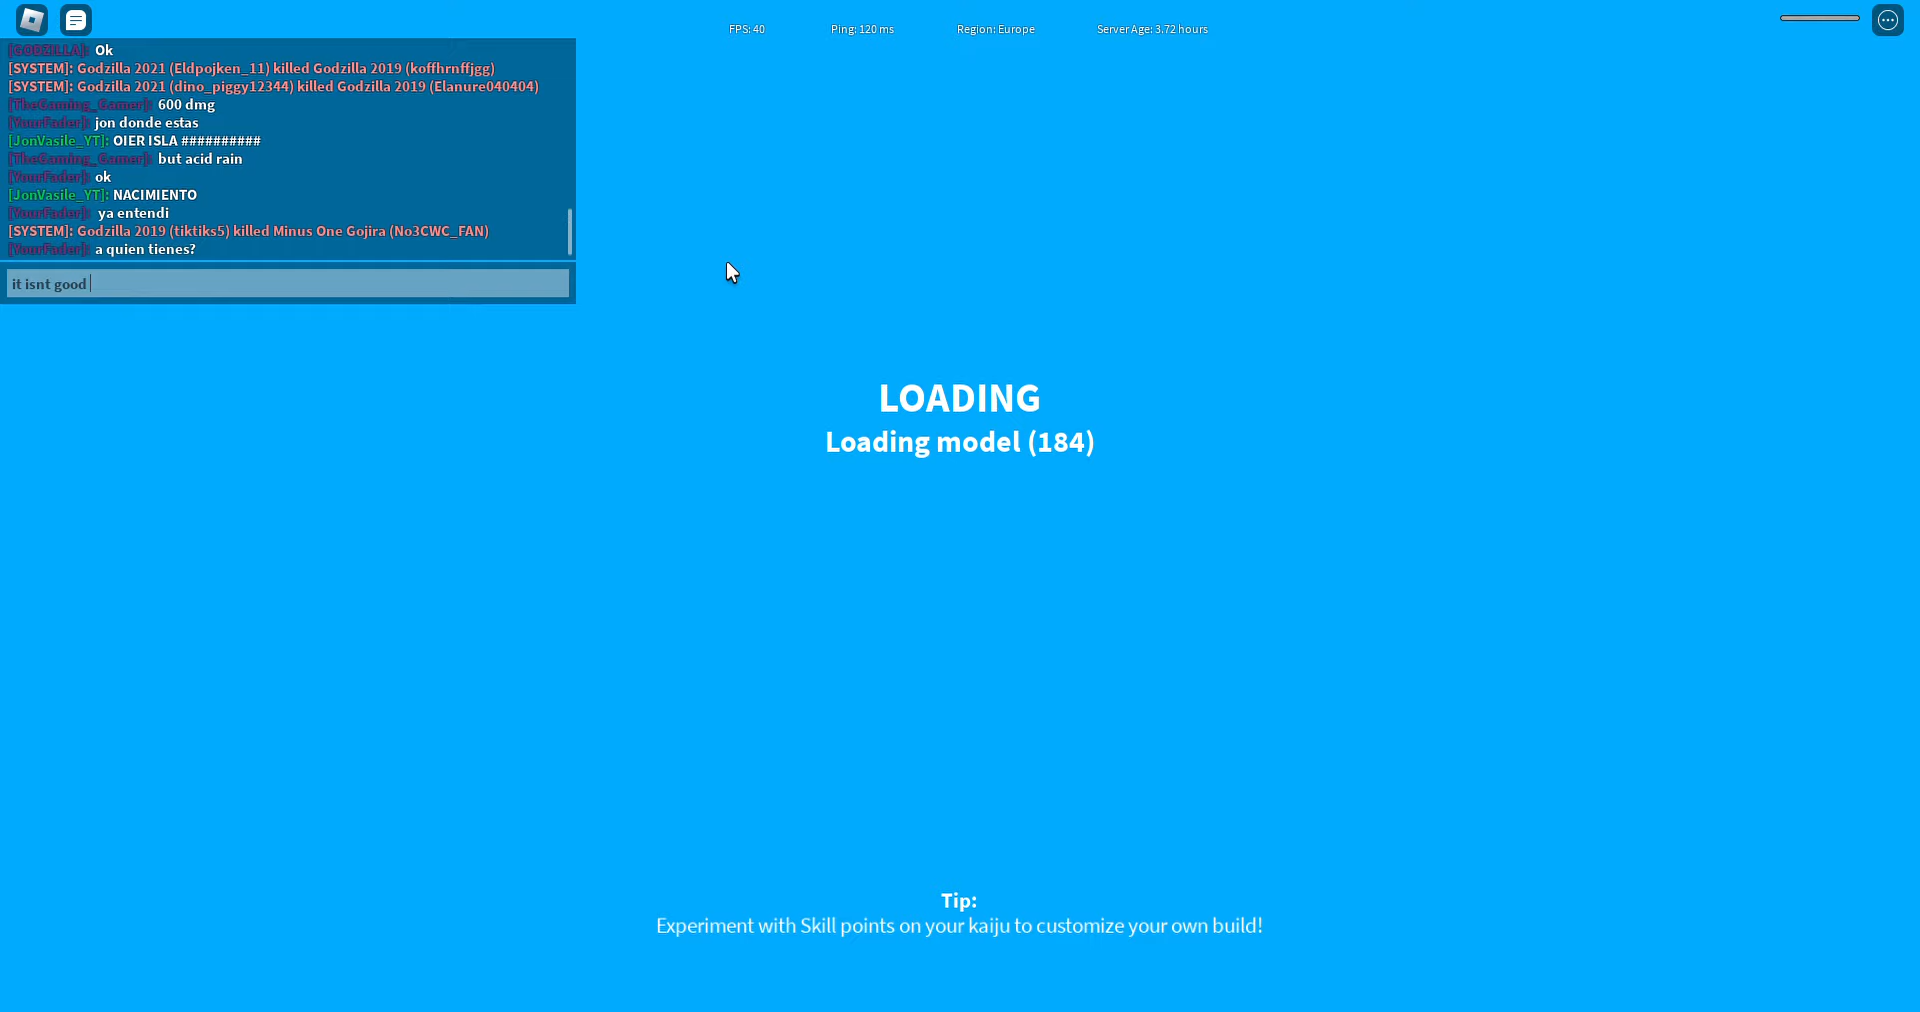 FPS: 40 Ping: 120 ms Region: Europe Server Age: 3.72 hours
[GODZILLA]: Ok
[SYSTEM]: Godzilla 2021 (Eldpojken_11) killed Godzilla 2019 (koffhrnffjgg)
[SYSTEM]: Godzilla 2021 (dino_piggy12344) killed Godzilla 2019 (Elanure040404)
[TheGaming_Gamer]: 600 dmg
[YourFader]: jon donde estas
[JonVasile_YT]: OIER ISLA ##########
[TheGaming_Gamer]: but acid rain
[YourFader]: ok
[JonVasile_YT]: NACIMIENTO
[YourFader]: ya entendi
[SYSTEM]: Godzilla 2019 (tiktiks5) killed Minus One Gojira (No3CWC_FAN)
[YourFader]: a quien tienes?
it isnt good
LOADING
Loading model (184)
Tip:
Experiment with Skill points on your kaiju to customize your own build!